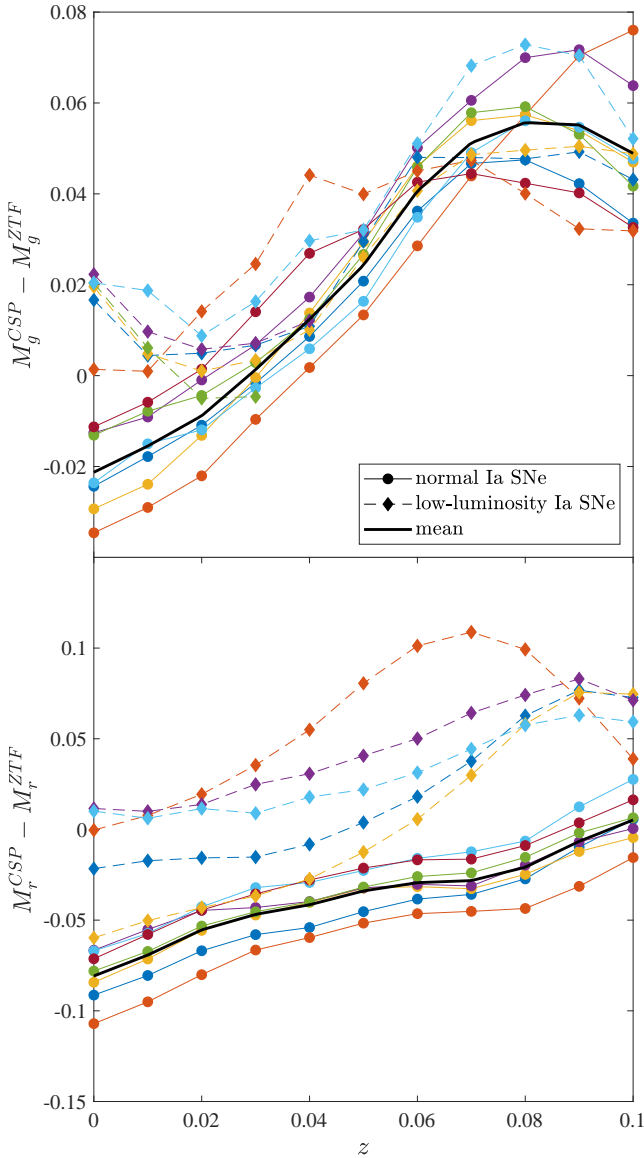 0.08
0.06
0.04
0.02
0
-0.02
M_g^{CSP} − M_g^{ZTF}
normal Ia SNe
low-luminosity Ia SNe
mean
0.1
0.05
0
-0.05
-0.1
-0.15
M_r^{CSP} − M_r^{ZTF}
0 0.02 0.04 0.06 0.08 0.1
z